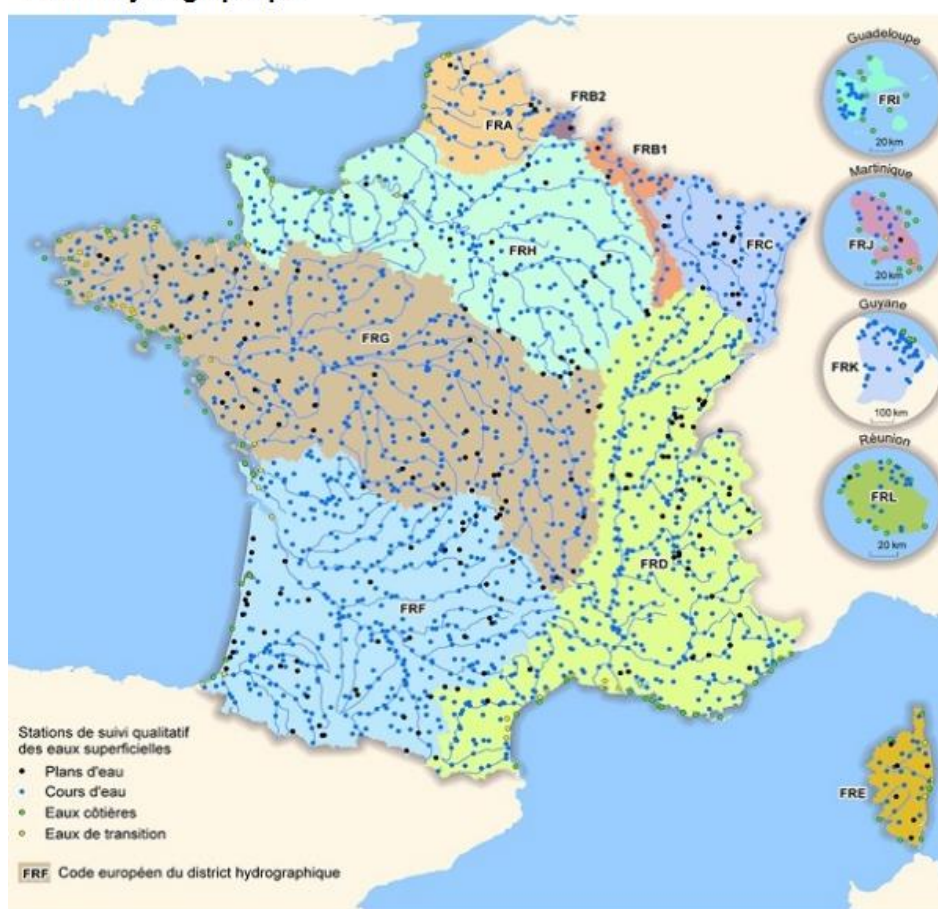 Guadeloupe
FRI
20 km
Martinique
FRJ
20 km
Guyane
FRK
100 km
Réunion
FRL
20 km
FRA
FRB2
FRB1
FRH
FRC
FRG
FRD
FRF
FRE
Stations de suivi qualitatif
des eaux superficielles
Plans d'eau
Cours d'eau
Eaux côtières
Eaux de transition
FRF Code européen du district hydrographique